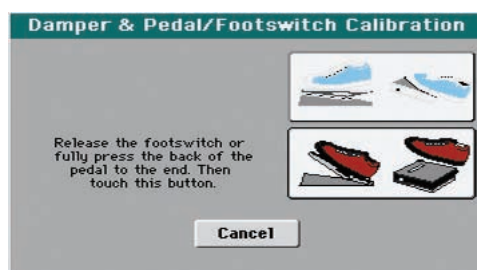 Damper & Pedal/Footswitch Calibration
Release the footswitch or
fully press the back of the
pedal to the end. Then
touch this button.
Cancel